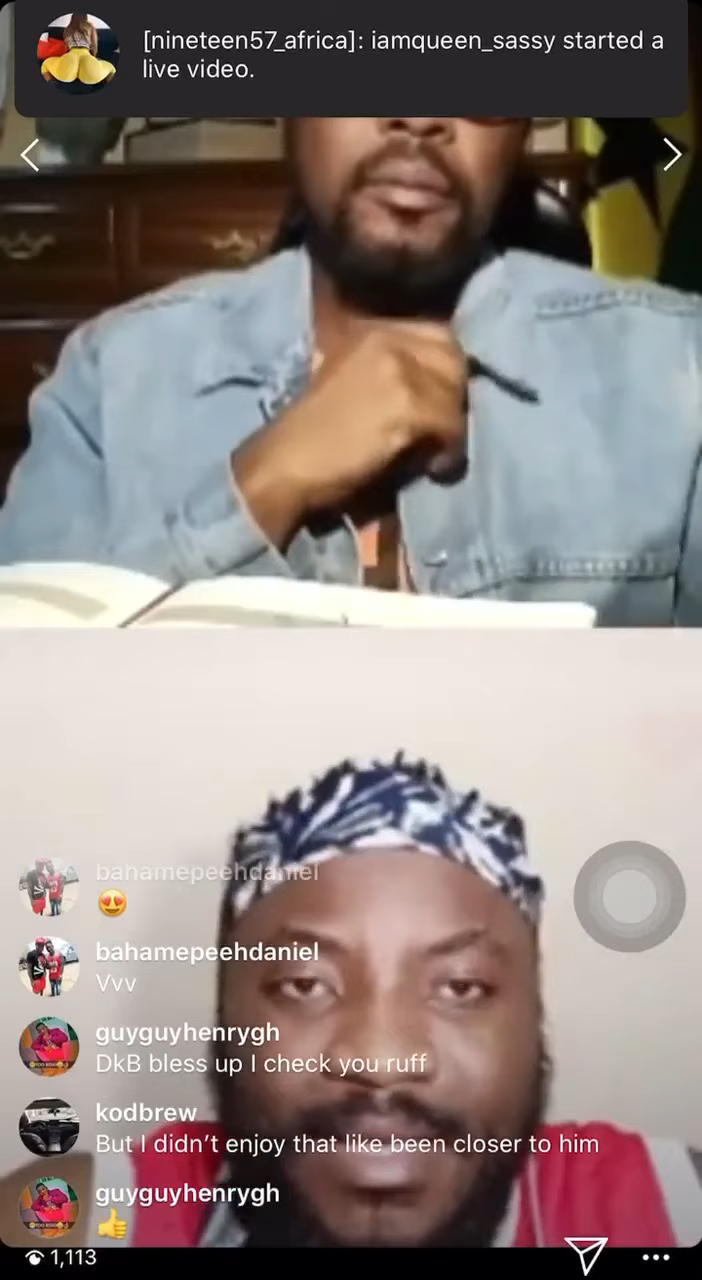 [nineteen57_africa]: iamqueen_sassy started a
live video.
bahamepeehdaniel
😍
bahamepeehdaniel
Vvv
guyguyhenrygh
DkB bless up I check you ruff
kodbrew
But I didn’t enjoy that like been closer to him
guyguyhenrygh
👍
1,113